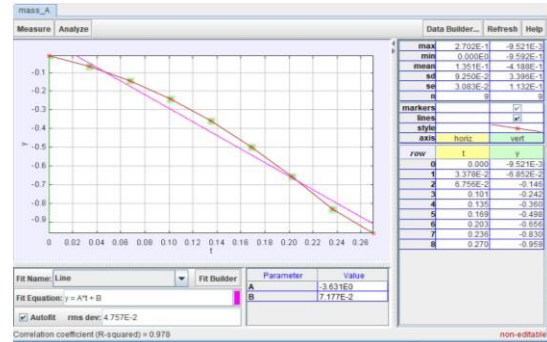 mass_A
Measure Analyze Data Builder... Refresh Help
max 2.702E-1 -9.521E-3
min 0.000E0 -9.592E-1
mean 1.351E-1 -4.188E-1
sd 9.250E-2 3.396E-1
se 3.083E-2 1.132E-1
n 9 9
markers
lines
style
axis horiz vert
row t y
0 0.000 -9.521E-3
1 3.378E-2 -6.852E-2
2 6.756E-2 -0.146
3 0.101 -0.242
4 0.135 -0.360
5 0.169 -0.498
6 0.203 -0.656
7 0.236 -0.830
8 0.270 -0.959
-0.1
-0.2
-0.3
-0.4
y
-0.5
-0.6
-0.7
-0.8
-0.9
0 0.02 0.04 0.06 0.08 0.10 0.12 0.14 0.16 0.18 0.20 0.22 0.24 0.26
t
Fit Name: Line Fit Builder
Fit Equation: y = A*t + B
Autofit rms dev: 4.757E-2
Parameter Value
A -3.631E0
B 7.177E-2
Correlation coefficient (R-squared) = 0.978 non-editable